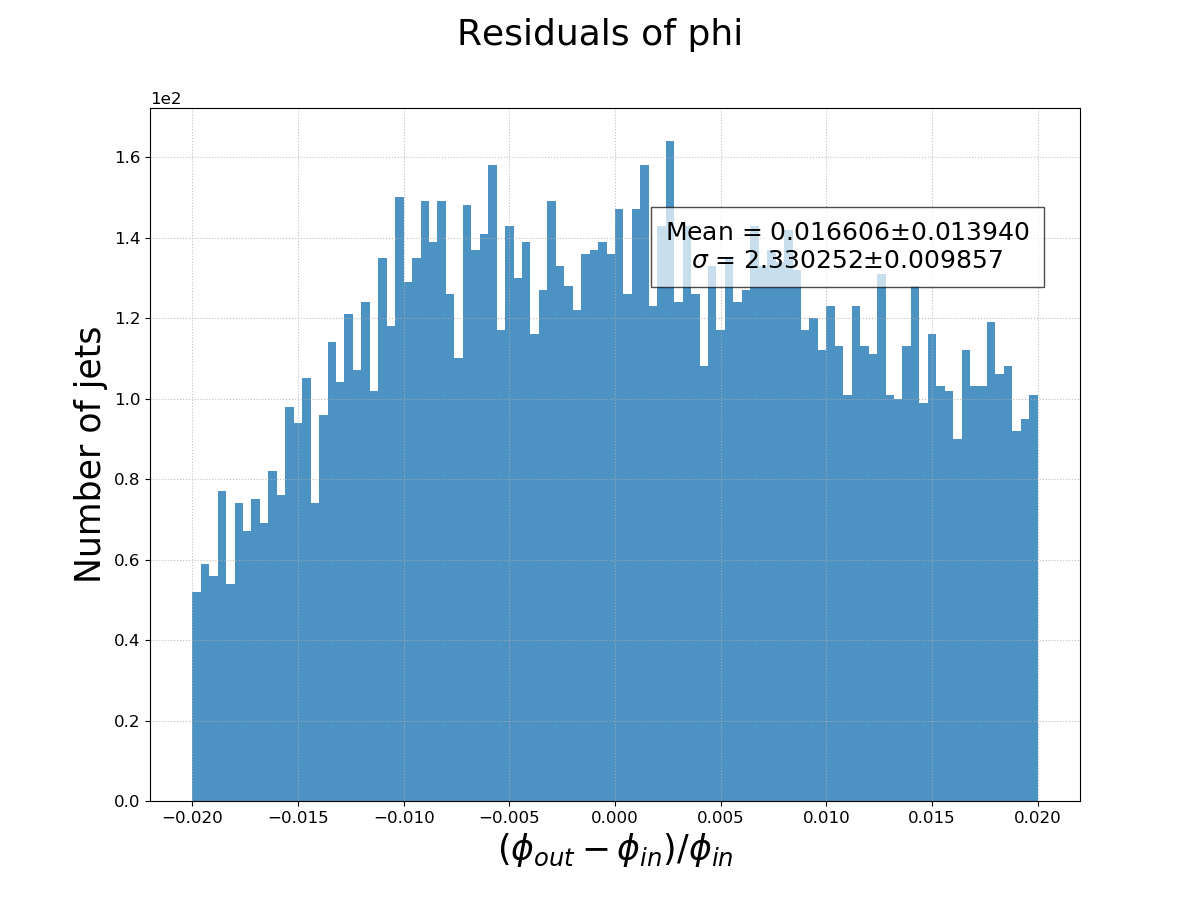 Residuals of phi
1e2
1.6
1.4
1.2
1.0
0.8
0.6
0.4
0.2
0.0
Number of jets
Mean = 0.016606±0.013940
σ = 2.330252±0.009857
−0.020 −0.015 −0.010 −0.005 0.000 0.005 0.010 0.015 0.020
(ϕout − ϕin)/ϕin